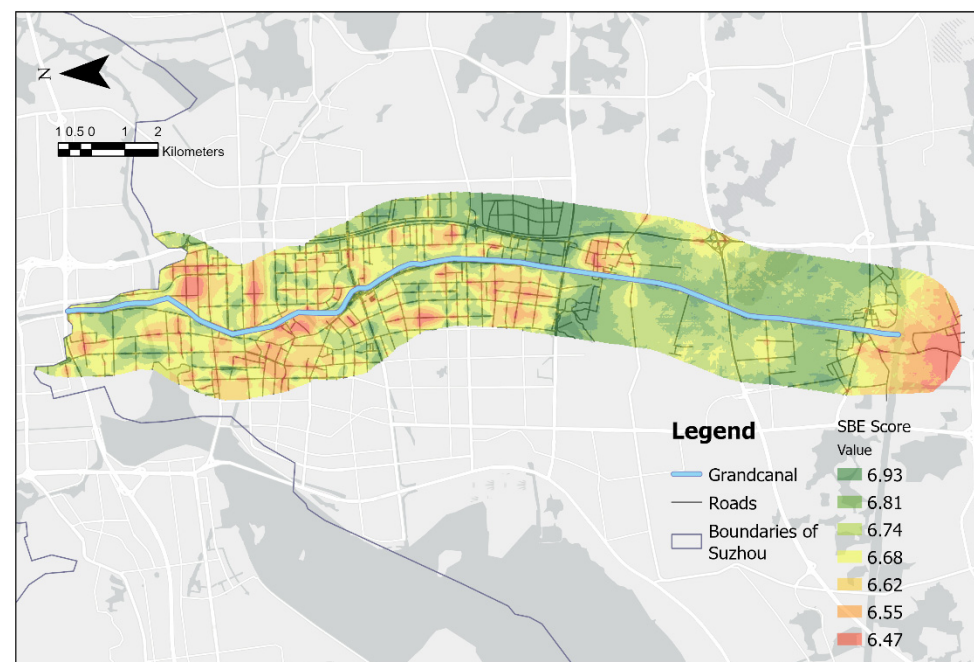 N
1 0.5 0 1 2
Kilometers
Legend
Grandcanal
Roads
Boundaries of
Suzhou
SBE Score
Value
6.93
6.81
6.74
6.68
6.62
6.55
6.47